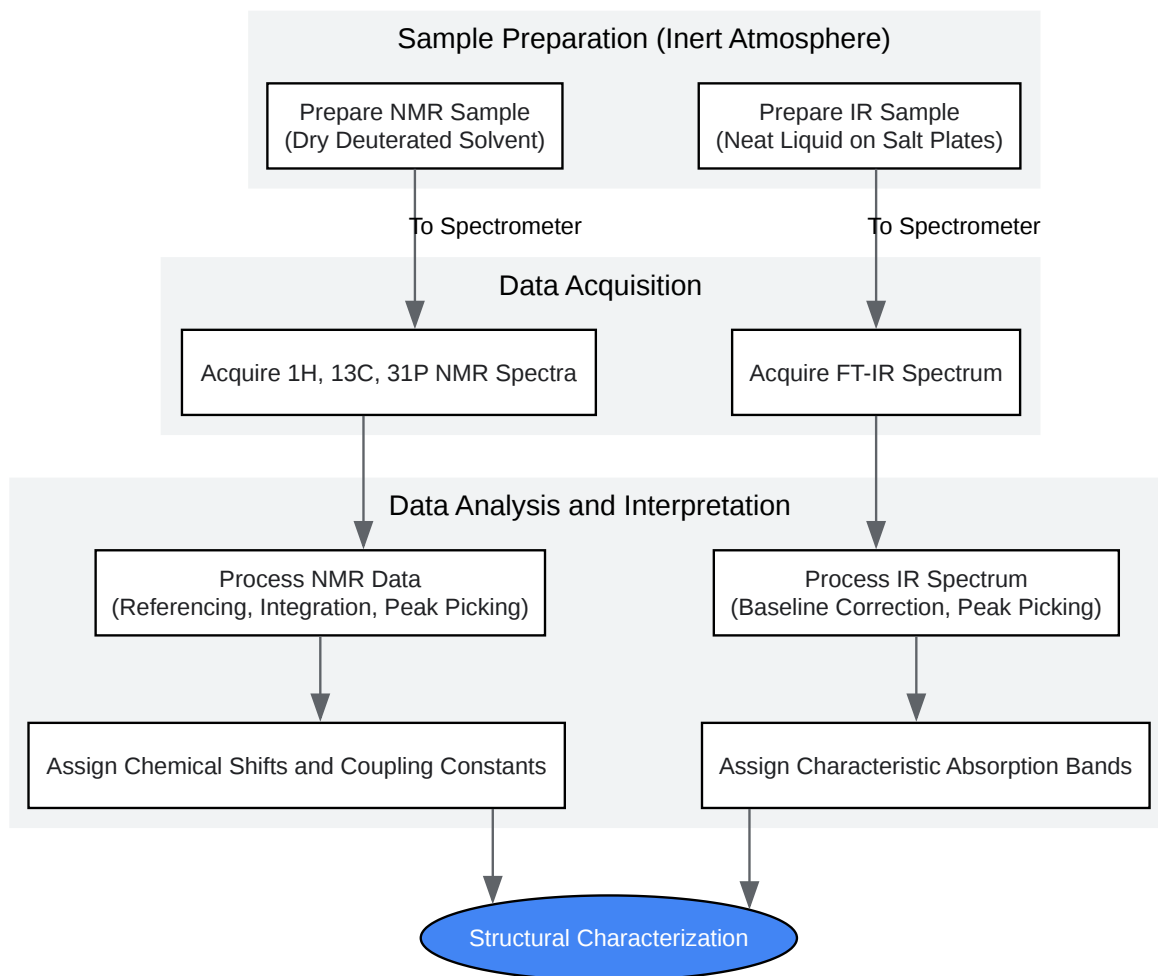 Sample Preparation (Inert Atmosphere)
Prepare NMR Sample
(Dry Deuterated Solvent)
Prepare IR Sample
(Neat Liquid on Salt Plates)
To Spectrometer
To Spectrometer
Data Acquisition
Acquire 1H, 13C, 31P NMR Spectra
Acquire FT-IR Spectrum
Data Analysis and Interpretation
Process NMR Data
(Referencing, Integration, Peak Picking)
Process IR Spectrum
(Baseline Correction, Peak Picking)
Assign Chemical Shifts and Coupling Constants
Assign Characteristic Absorption Bands
Structural Characterization